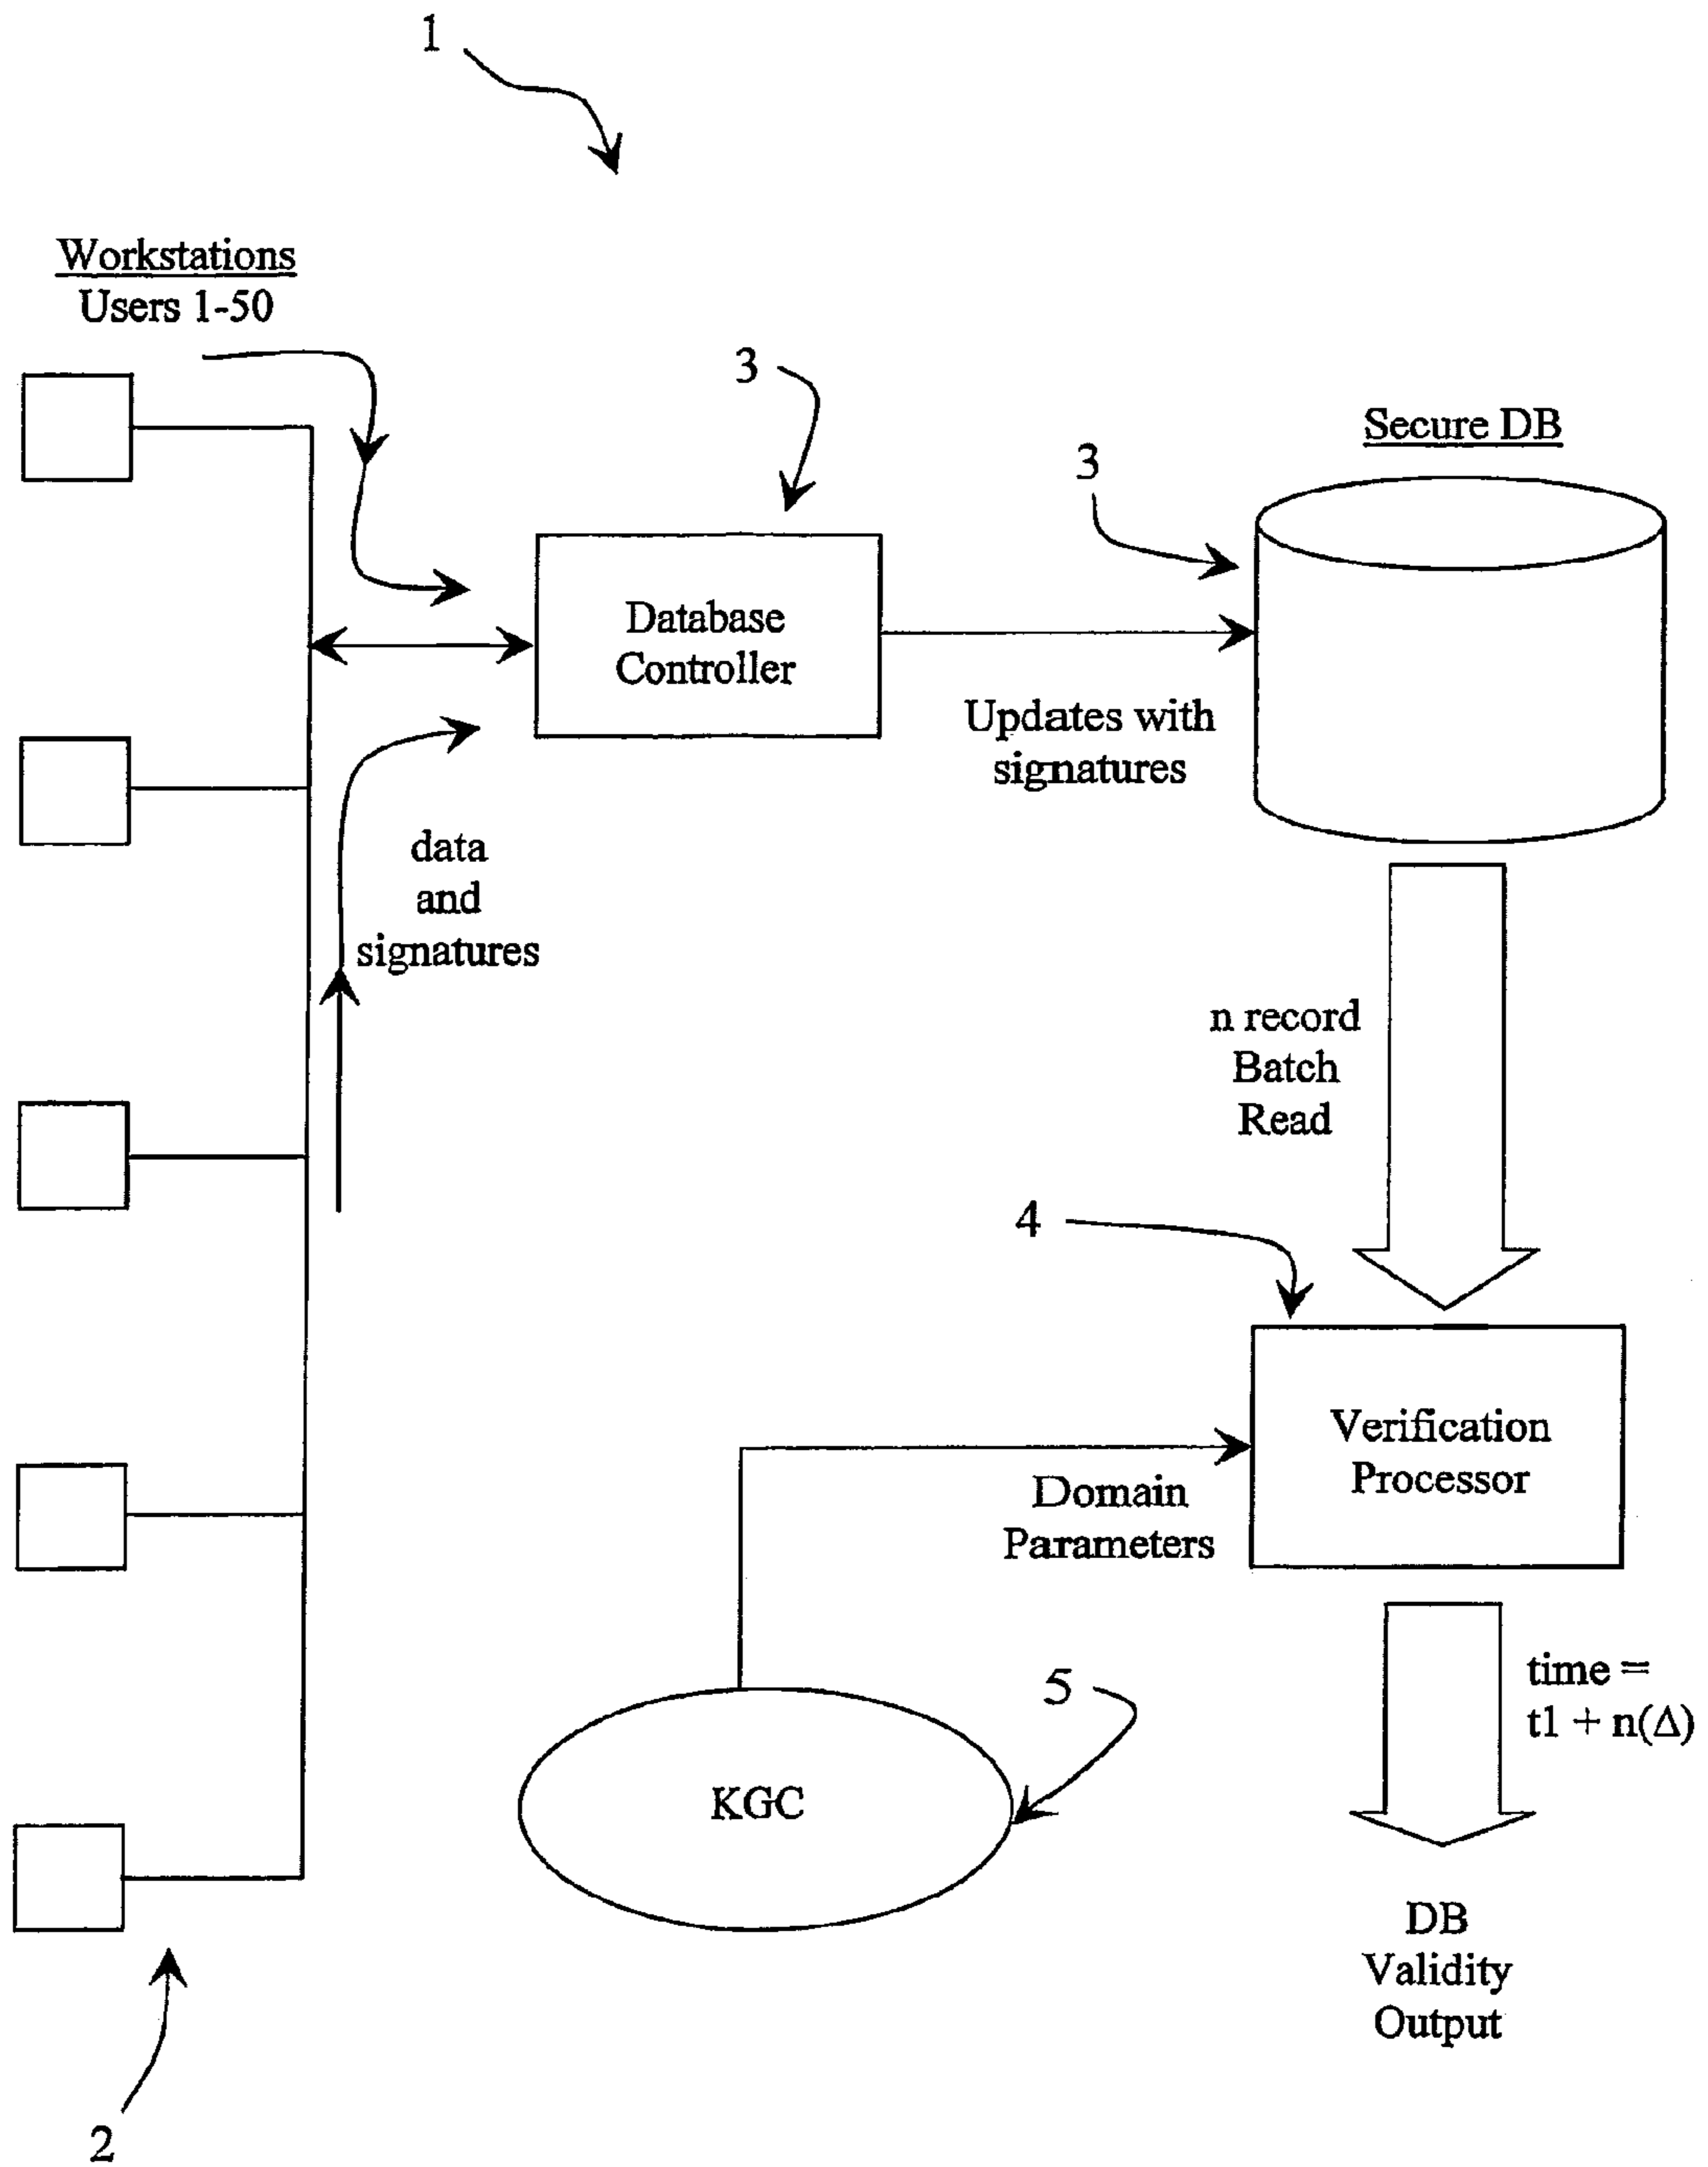 1
Workstations
Users 1-50
3
Secure DB
3
Database
Controller
Updates with
signatures
data
and
signatures
n record
Batch
Read
4
Verification
Processor
Domain
Parameters
5
time =
t1 + n(Δ)
KGC
DB
Validity
Output
2